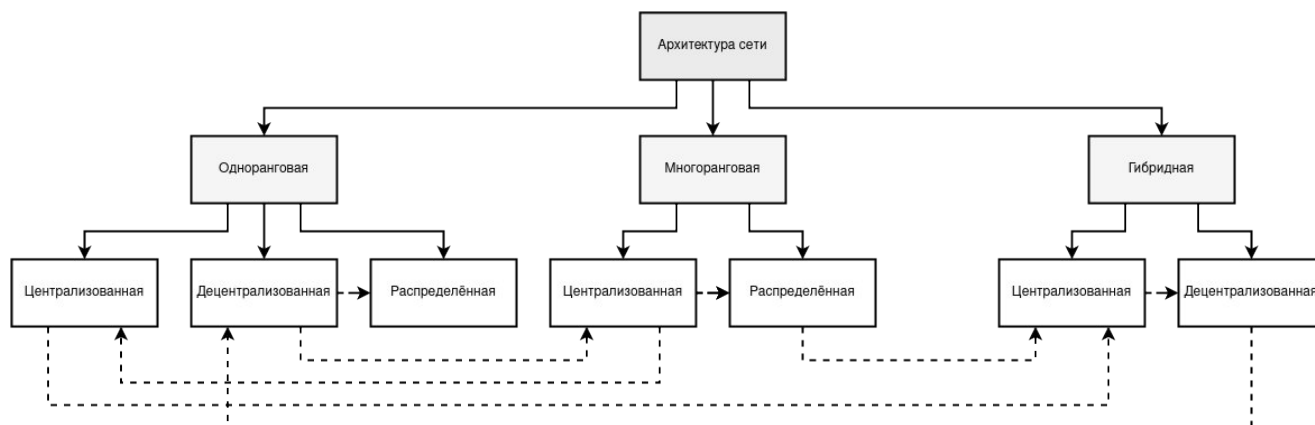 Архитектура сети
Одноранговая
Многоранговая
Гибридная
Централизованная
Децентрализованная
Распределённая
Централизованная
Распределённая
Централизованная
Децентрализованная